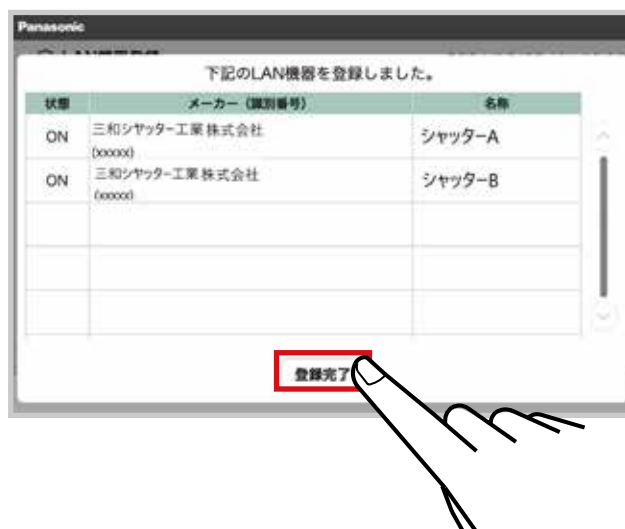 Panasonic
下記のLAN機器を登録しました。
状態 メーカー（識別番号） 名称
ON 三和シヤッター工業株式会社 シャッターA
(xxxxx)
ON 三和シヤッター工業株式会社 シャッターB
(xxxxx)
登録完了